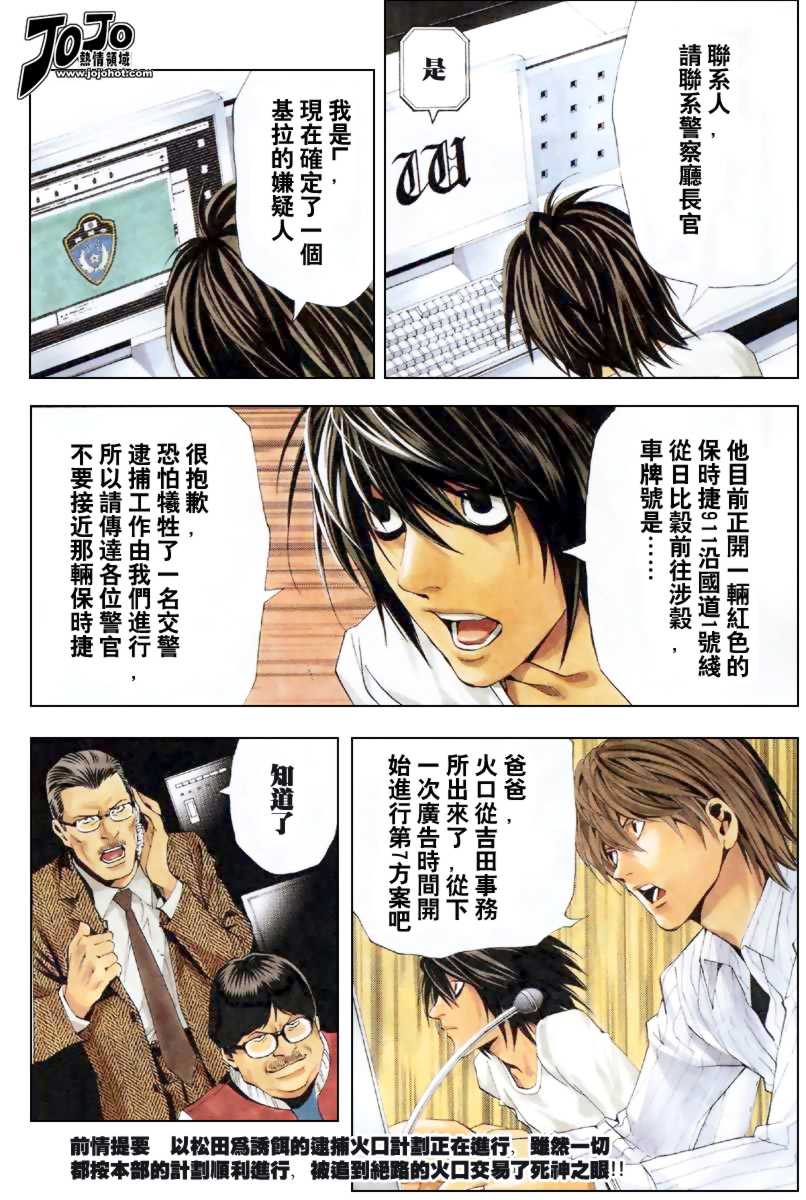 JOJO
熱情領域
www.jojohot.com
聯系人，
請聯系警察廳長官
是
W
我是「，
現在確定了一個
基拉的嫌疑人
他目前正開一輛紅色的
保時捷911沿國道1號綫
從日比穀前往涉穀，
車牌號是……
很抱歉，
恐怕犧牲了一名交警
逮捕工作由我們進行，
所以請傳達各位警官
不要接近那輛保時捷
爸爸，
火口從吉田事務
所出來了，從下
一次廣告時間開
始進行第7方案吧
知道了
前情提要　以松田爲誘餌的逮捕火口計劃正在進行，雖然一切
都按本部的計劃順利進行，被追到絕路的火口交易了死神之眼!!